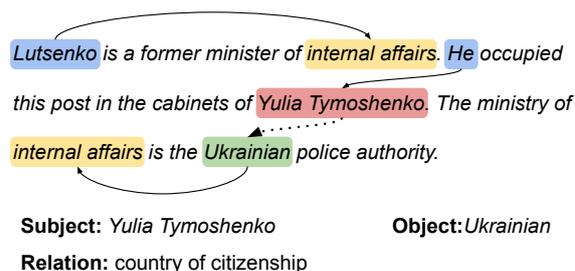 Lutsenko is a former minister of internal affairs. He occupied
this post in the cabinets of Yulia Tymoshenko. The ministry of
internal affairs is the Ukrainian police authority.
Subject: Yulia Tymoshenko Object:Ukrainian
Relation: country of citizenship